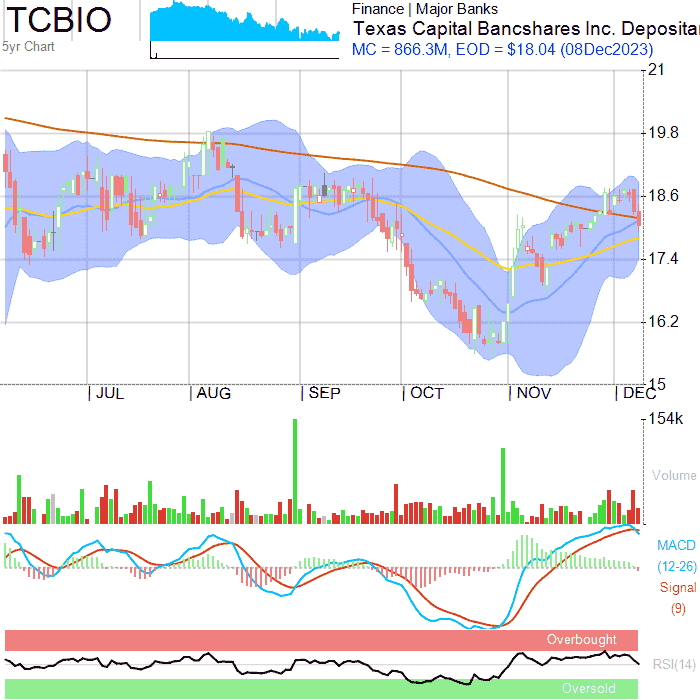 TCBIO
5yr Chart
Finance | Major Banks
Texas Capital Bancshares Inc. Deposita
MC = 866.3M, EOD = $18.04 (08Dec2023)
21
19.8
18.6
17.4
16.2
15
JUL AUG SEP OCT NOV DEC
154k
Volume
MACD
(12-26)
Signal
(9)
Overbought
RSI(14)
Oversold